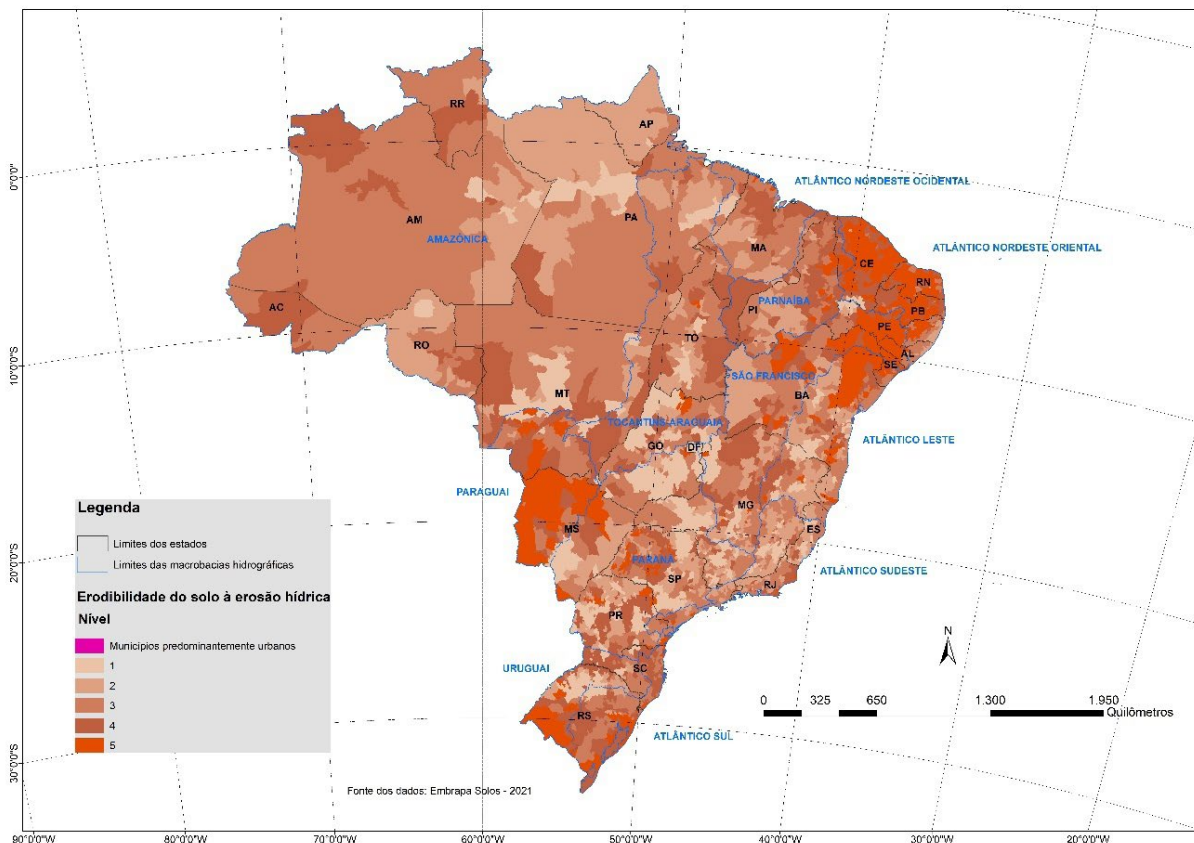 RR
AP
0°0'0"
ATLÂNTICO NORDESTE OCIDENTAL
AM
PA
AMAZÔNICA
MA
ATLÂNTICO NORDESTE ORIENTAL
CE
RN
AC
PARNAÍBA
PI
PB
PE
RO
TO
AL
SE
10°0'0"S
SÃO FRANCISCO
MT
BA
TOCANTINS-ARAGUAIA
GO
DF
ATLÂNTICO LESTE
PARAGUAI
MG
MS
ES
PARANÁ
ATLÂNTICO SUDESTE
SP
RJ
20°0'0"S
PR
URUGUAI
SC
RS
ATLÂNTICO SUL
30°0'0"S
Legenda
Limites dos estados
Limites das macrobacias hidrográficas
Erodibilidade do solo à erosão hídrica
Nível
Municípios predominantemente urbanos
1
2
3
4
5
N
0 325 650 1.300 1.950
Quilômetros
Fonte dos dados: Embrapa Solos - 2021
90°0'0"W 80°0'0"W 70°0'0"W 60°0'0"W 50°0'0"W 40°0'0"W 30°0'0"W 20°0'0"W